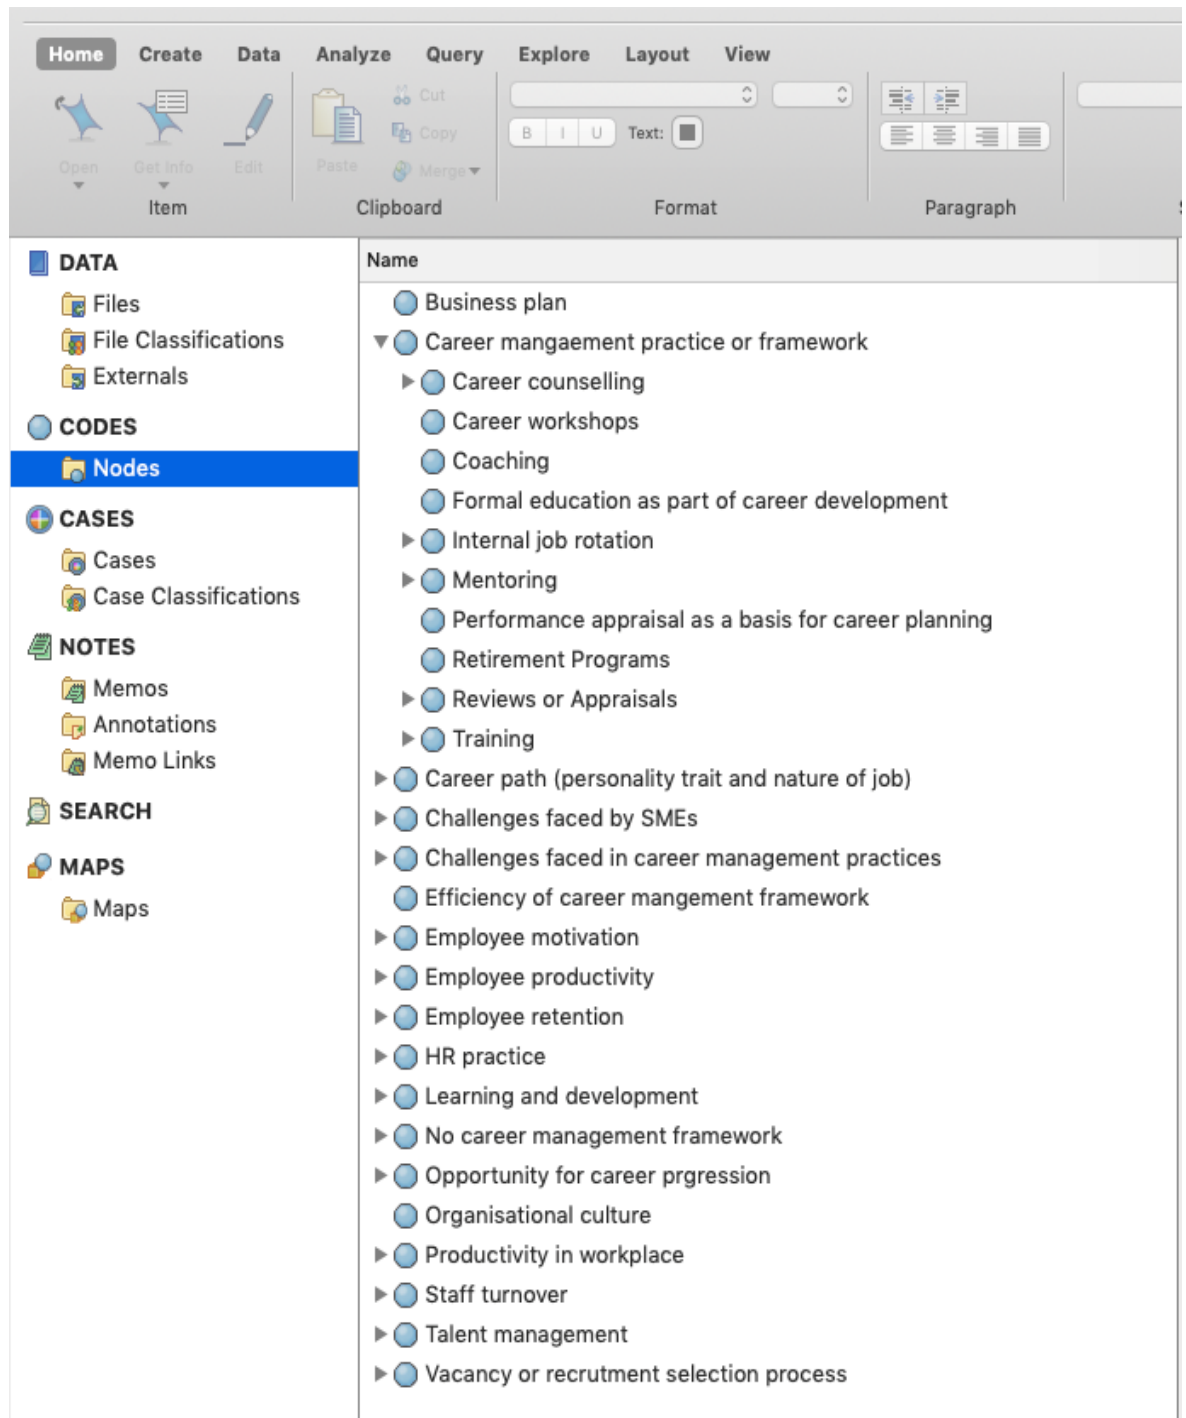 Home Create Data Analyze Query Explore Layout View
Cut
Copy
B I U Text:
Open Get Info Edit Paste Merge
Item Clipboard Format Paragraph
DATA
Files
File Classifications
Externals
CODES
Nodes
CASES
Cases
Case Classifications
NOTES
Memos
Annotations
Memo Links
SEARCH
MAPS
Maps
Name
Business plan
Career mangaement practice or framework
Career counselling
Career workshops
Coaching
Formal education as part of career development
Internal job rotation
Mentoring
Performance appraisal as a basis for career planning
Retirement Programs
Reviews or Appraisals
Training
Career path (personality trait and nature of job)
Challenges faced by SMEs
Challenges faced in career management practices
Efficiency of career mangement framework
Employee motivation
Employee productivity
Employee retention
HR practice
Learning and development
No career management framework
Opportunity for career prgression
Organisational culture
Productivity in workplace
Staff turnover
Talent management
Vacancy or recrutment selection process